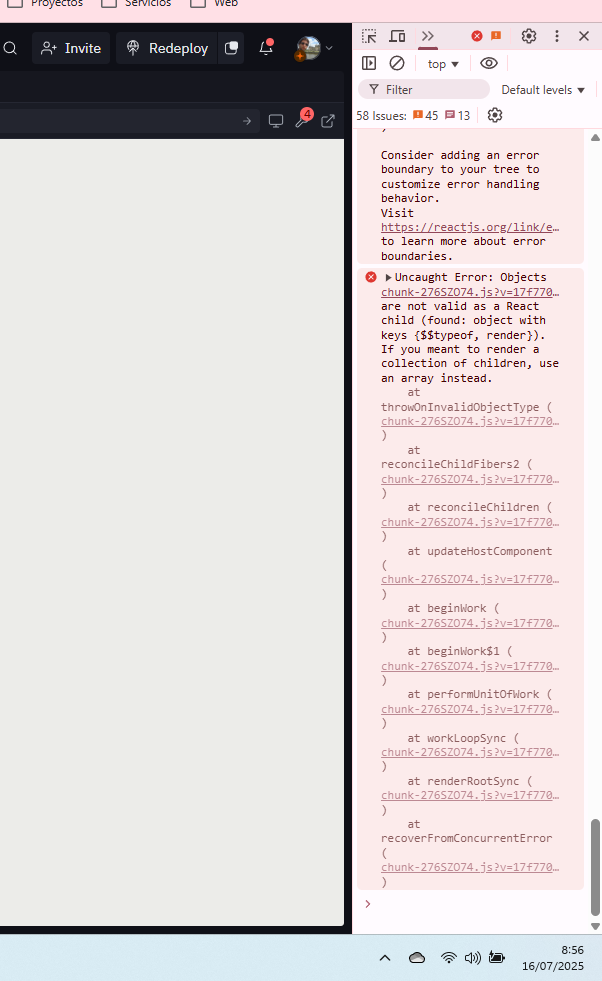 Proyectos
Servicios
Web
Invite
Redeploy
4
top
Filter
Default levels
58 Issues: 45 13
Consider adding an error
boundary to your tree to
customize error handling
behavior.
Visit
https://reactjs.org/link/e…
to learn more about error
boundaries.
Uncaught Error: Objects
chunk-276SZO74.js?v=17f770…
are not valid as a React
child (found: object with
keys {$$typeof, render}).
If you meant to render a
collection of children, use
an array instead.
at
throwOnInvalidObjectType (
chunk-276SZO74.js?v=17f770…
)
at
reconcileChildFibers2 (
chunk-276SZO74.js?v=17f770…
)
at reconcileChildren (
chunk-276SZO74.js?v=17f770…
)
at updateHostComponent
(
chunk-276SZO74.js?v=17f770…
)
at beginWork (
chunk-276SZO74.js?v=17f770…
)
at beginWork$1 (
chunk-276SZO74.js?v=17f770…
)
at performUnitOfWork (
chunk-276SZO74.js?v=17f770…
)
at workLoopSync (
chunk-276SZO74.js?v=17f770…
)
at renderRootSync (
chunk-276SZO74.js?v=17f770…
)
at
recoverFromConcurrentError
(
chunk-276SZO74.js?v=17f770…
)
8:56
16/07/2025